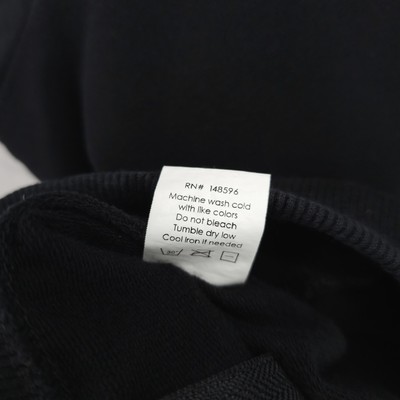 RN# 148596
Machine wash cold
with like colors
Do not bleach
Tumble dry low
Cool Iron if needed